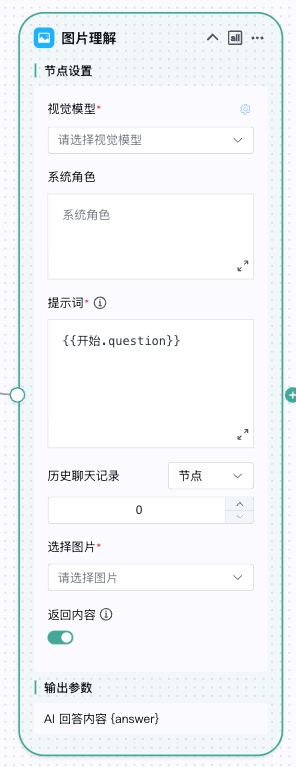 图片理解
节点设置
视觉模型*
请选择视觉模型
系统角色
系统角色
提示词*
{{开始.question}}
历史聊天记录 节点
0
选择图片*
请选择图片
返回内容
输出参数
AI 回答内容 {answer}